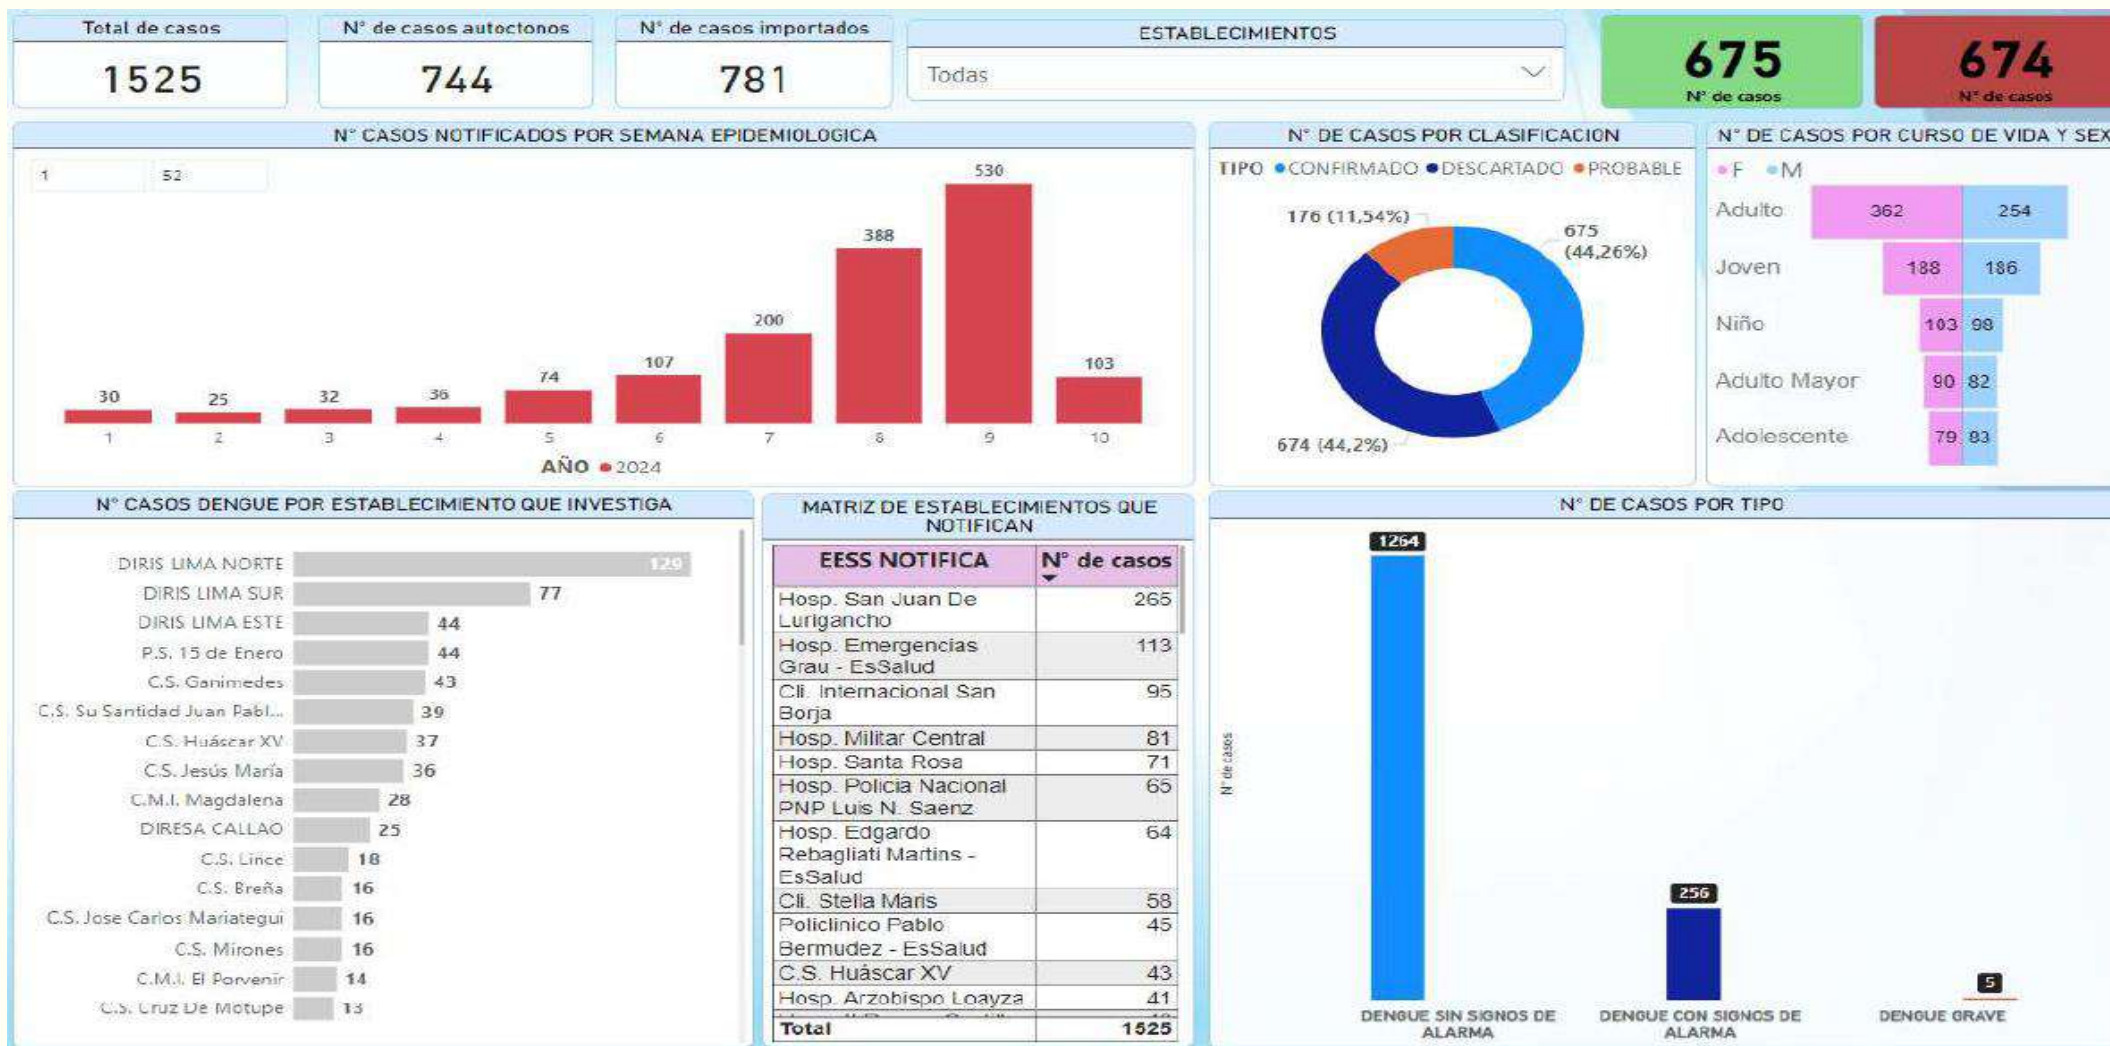 Total de casos
1525
N° de casos autoctonos
744
N° de casos importados
781
ESTABLECIMIENTOS
Todas
675
N° de casos
674
N° de casos
N° CASOS NOTIFICADOS POR SEMANA EPIDEMIOLOGICA
1 52
30
25
32
36
74
107
200
388
530
103
1 2 3 4 5 6 7 8 9 10
AÑO 2024
N° DE CASOS POR CLASIFICACION
TIPO CONFIRMADO DESCARTADO PROBABLE
176 (11,54%)
675
(44,26%)
674 (44,2%)
N° DE CASOS POR CURSO DE VIDA Y SEX
F M
Adulto 362 254
Joven 188 186
Niño 103 98
Adulto Mayor 90 82
Adolescente 79 83
N° CASOS DENGUE POR ESTABLECIMIENTO QUE INVESTIGA
DIRIS LIMA NORTE 129
DIRIS LIMA SUR 77
DIRIS LIMA ESTE 44
P.S. 15 de Enero 44
C.S. Ganimedes 43
C.S. Su Santidad Juan Pabl... 39
C.S. Huáscar XV 37
C.S. Jesús María 36
C.M.I. Magdalena 28
DIRESA CALLAO 25
C.S. Lince 18
C.S. Breña 16
C.S. Jose Carlos Mariategui 16
C.S. Mirones 16
C.M.I. El Porvenir 14
C.S. Cruz De Motupe 13
MATRIZ DE ESTABLECIMIENTOS QUE
NOTIFICAN
EESS NOTIFICA N° de casos
Hosp. San Juan De 265
Lurigancho
Hosp. Emergencias 113
Grau - EsSalud
Cli. Internacional San 95
Borja
Hosp. Militar Central 81
Hosp. Santa Rosa 71
Hosp. Policia Nacional 65
PNP Luis N. Saenz
Hosp. Edgardo 64
Rebagliati Martins -
EsSalud
Cli. Stella Maris 58
Policlinico Pablo 45
Bermudez - EsSalud
C.S. Huáscar XV 43
Hosp. Arzobispo Loayza 41
Total 1525
N° DE CASOS POR TIPO
N° de casos
1264
256
5
DENGUE SIN SIGNOS DE
ALARMA
DENGUE CON SIGNOS DE
ALARMA
DENGUE GRAVE